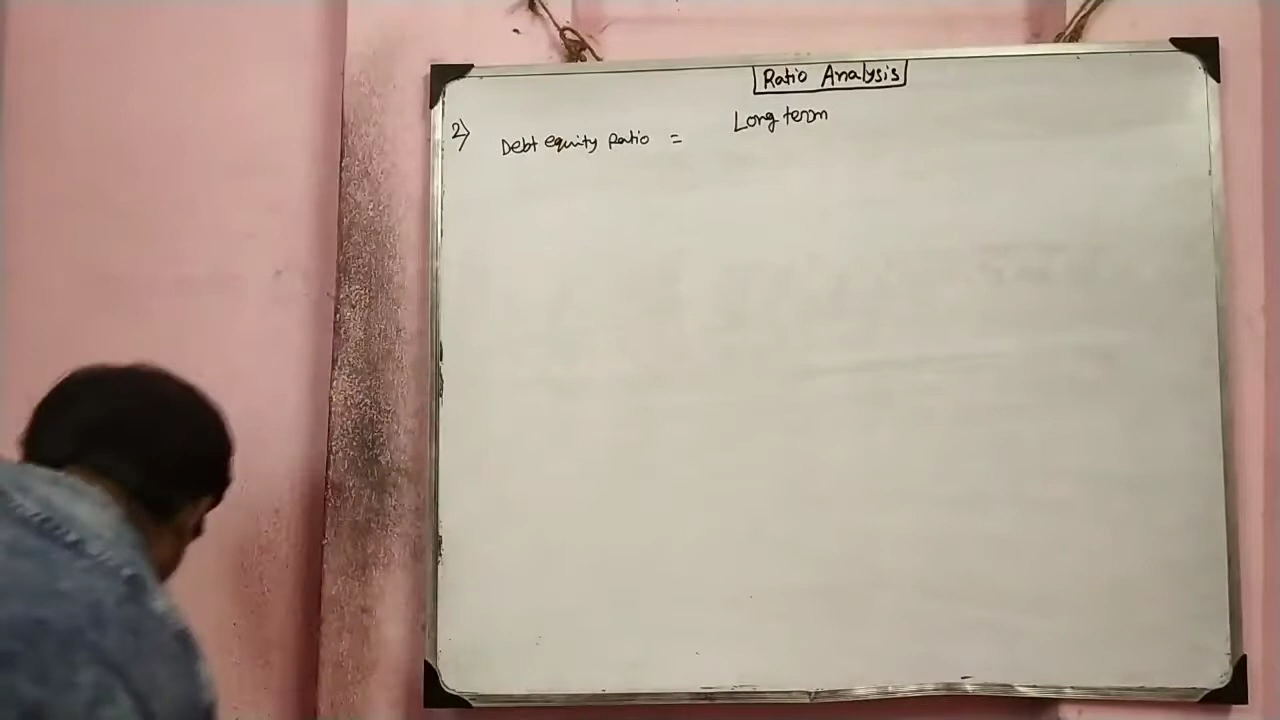 Ratio Analysis
Long term
2) Debt equity Ratio =